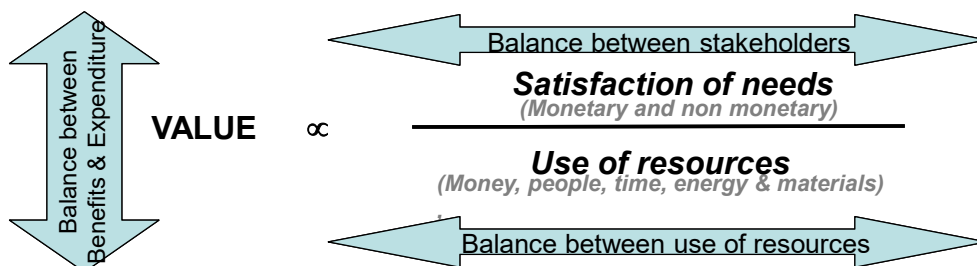 Balance between
Benefits & Expenditure
Balance between stakeholders
VALUE ∝
Satisfaction of needs
(Monetary and non monetary)
Use of resources
(Money, people, time, energy & materials)
Balance between use of resources